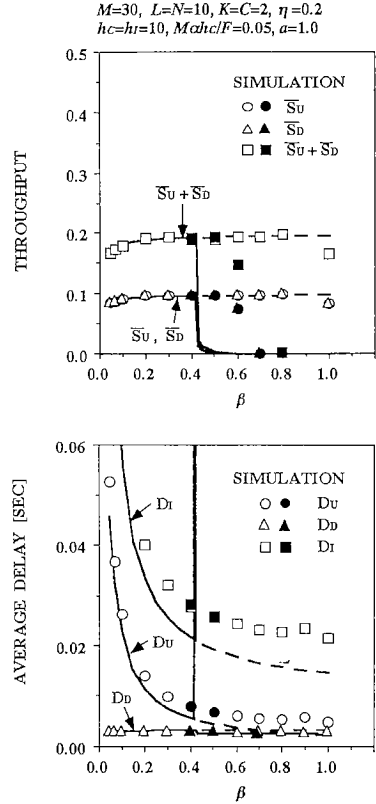 M=30, L=N=10, K=C=2, η=0.2
hc=hI=10, Mαhc/F=0.05, a=1.0
0.5
SIMULATION
○ ● S̅U
△ ▲ S̅D
□ ■ S̅U + S̅D
0.4
0.3
THROUGHPUT
S̅U + S̅D
0.2
0.1
S̅U , S̅D
0.0
0.0 0.2 0.4 0.6 0.8 1.0
β
0.06
SIMULATION
○ ● DU
△ ▲ DD
□ ■ DI
DI
0.04
AVERAGE DELAY [SEC]
0.02
DU
DD
0.00
0.0 0.2 0.4 0.6 0.8 1.0
β